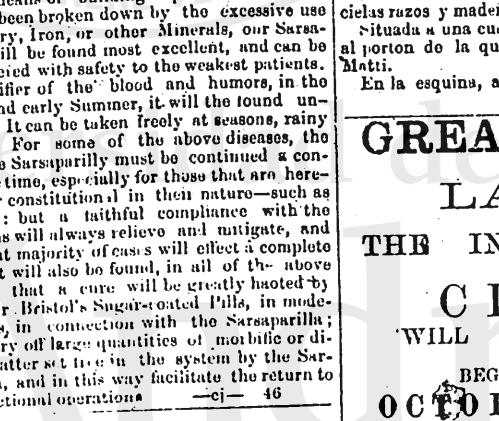 been broken down by the excessive use
ry, Iron, or other Minerals, our Sarsa-
ill be found most excellent, and can be
cied with safety to the weakest patients.
ifier of the blood and humors, in the
nd early Summer, it will the found un-
It can be taken freely at seasons, rainy
For some of the above diseases, the
e Sarsaparilly must be continued a con-
time, especially for those that are here-
constitutional in their nature—such as
: but a faithful compliance with the
s will always relieve and mitigate, and
at majority of cases will effect a complete
t will also be found, in all of the above
that a cure will be greatly haoted by
r Bristol's Sugar-coated Pills, in mode-
s, in connection with the Sarsaparilla;
ry off large quantities of morbific or di-
atter set free in the system by the Sar-
, and in this way facilitate the return to
ctional operations —cj— 46
cielas razos y madei
Situada a una cu
al porton de la qu
Matti.
En la esquina, a
GREA
LA
THE IN
C I
WILL
BEG
OCTOB